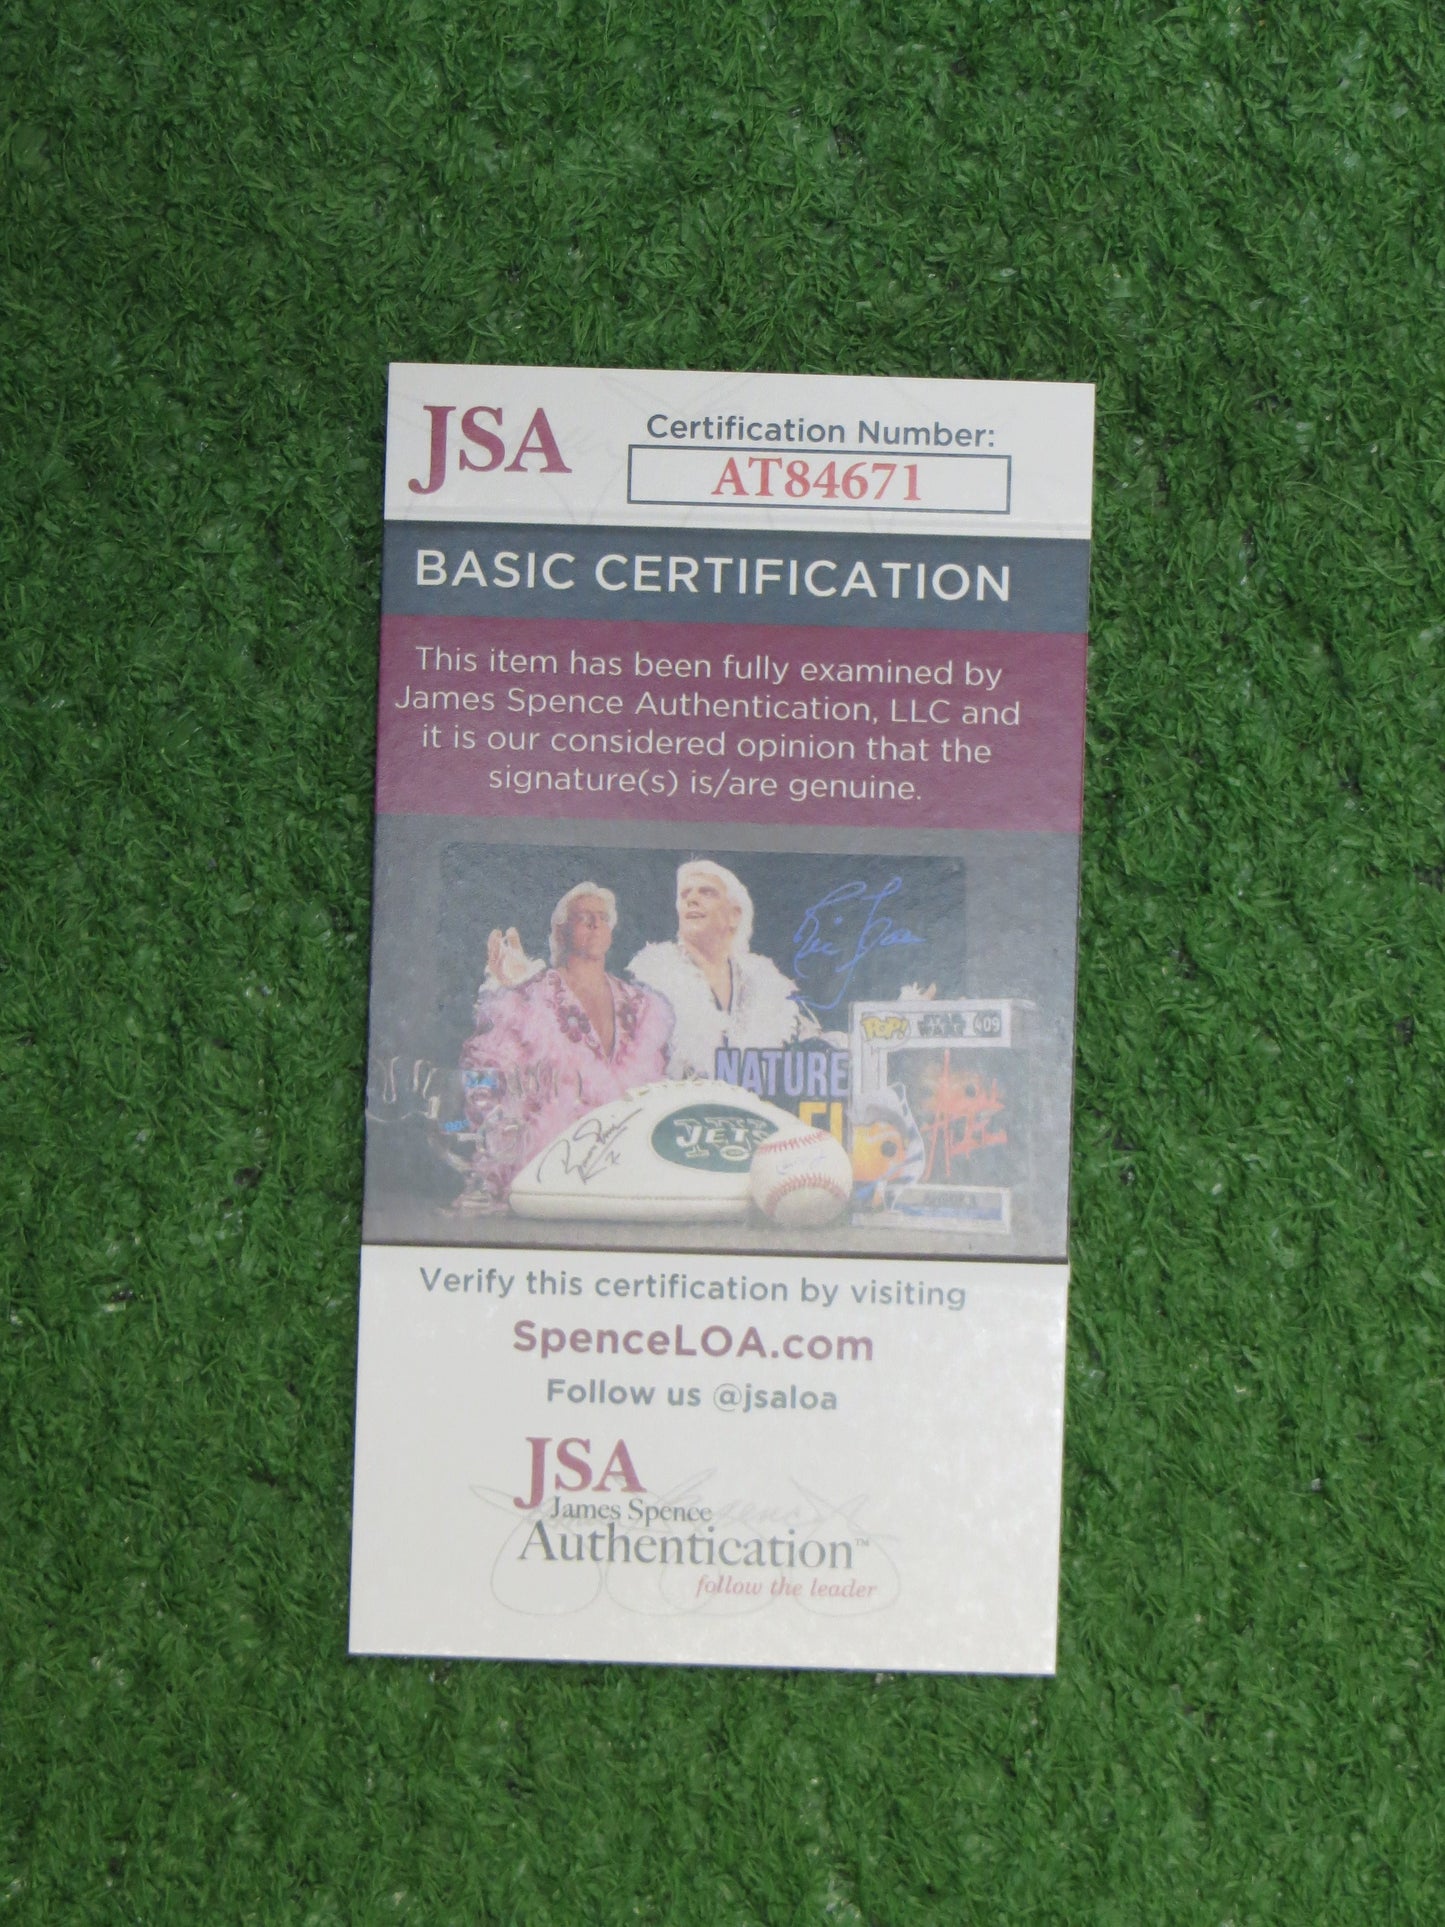 JSA
Certification Number:
AT84671
BASIC CERTIFICATION
This item has been fully examined by
James Spence Authentication, LLC and
it is our considered opinion that the
signature(s) is/are genuine.
POP!
409
NATURE
JETS
Verify this certification by visiting
SpenceLOA.com
Follow us @jsaloa
JSA
James Spence
Authentication™
follow the leader